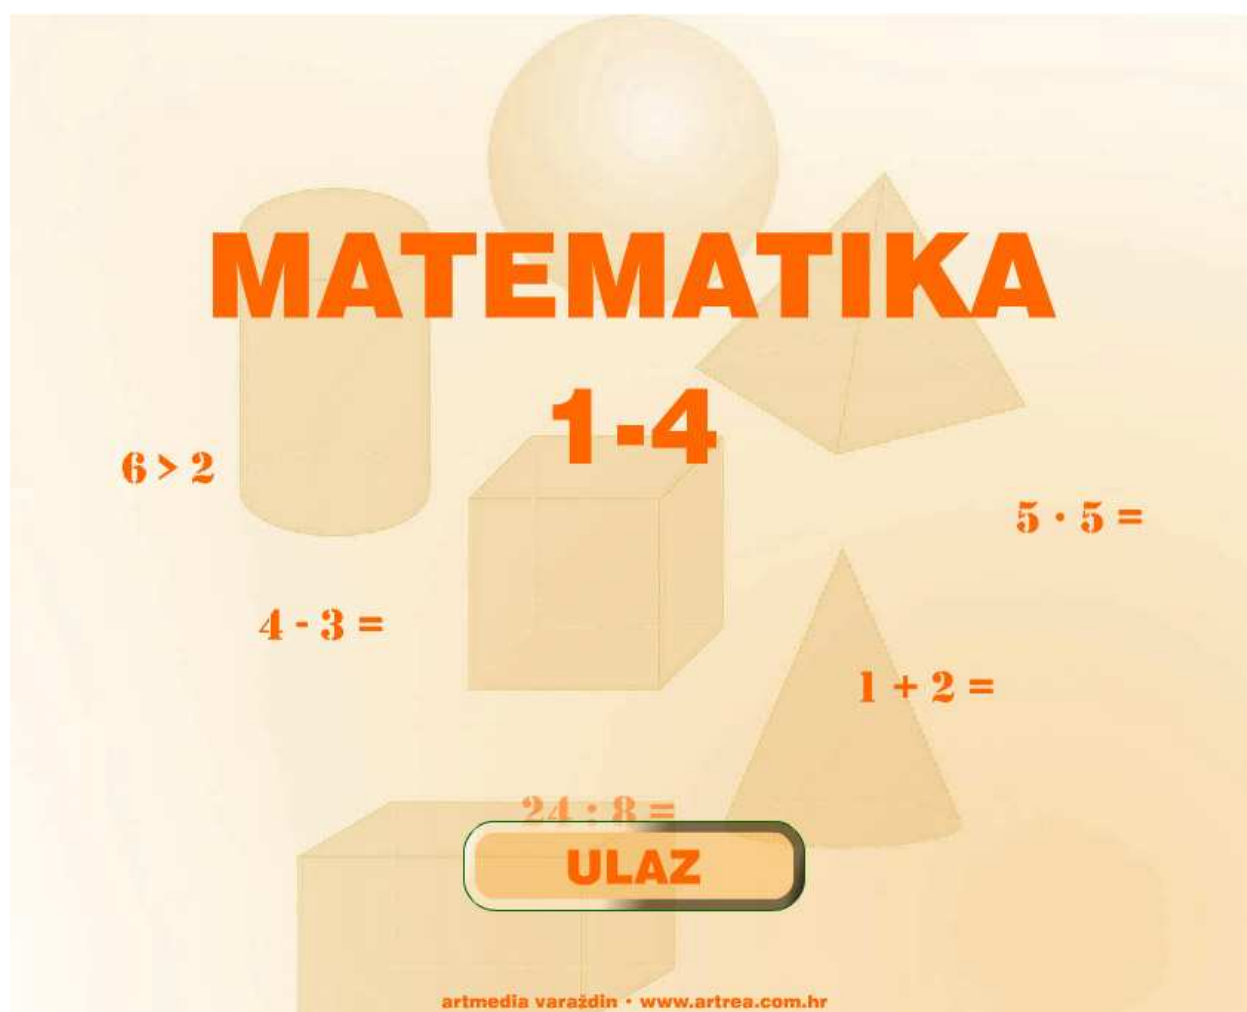 MATEMATIKA
1-4
6 > 2
5 · 5 =
4 - 3 =
1 + 2 =
24 : 8 =
ULAZ
artmedia varaždin • www.artrea.com.hr